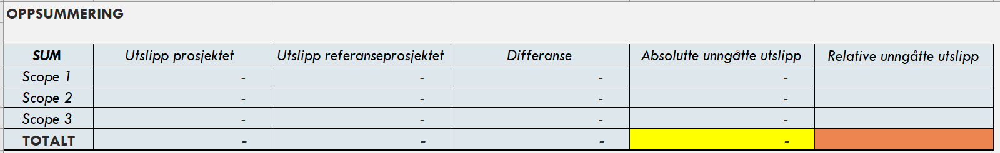 OPPSUMMERING
SUM Utslipp prosjektet Utslipp referanseprosjektet Differanse Absolutte unngåtte utslipp Relative unngåtte utslipp
Scope 1 - - - -
Scope 2 - - - -
Scope 3 - - - -
TOTALT - - - -